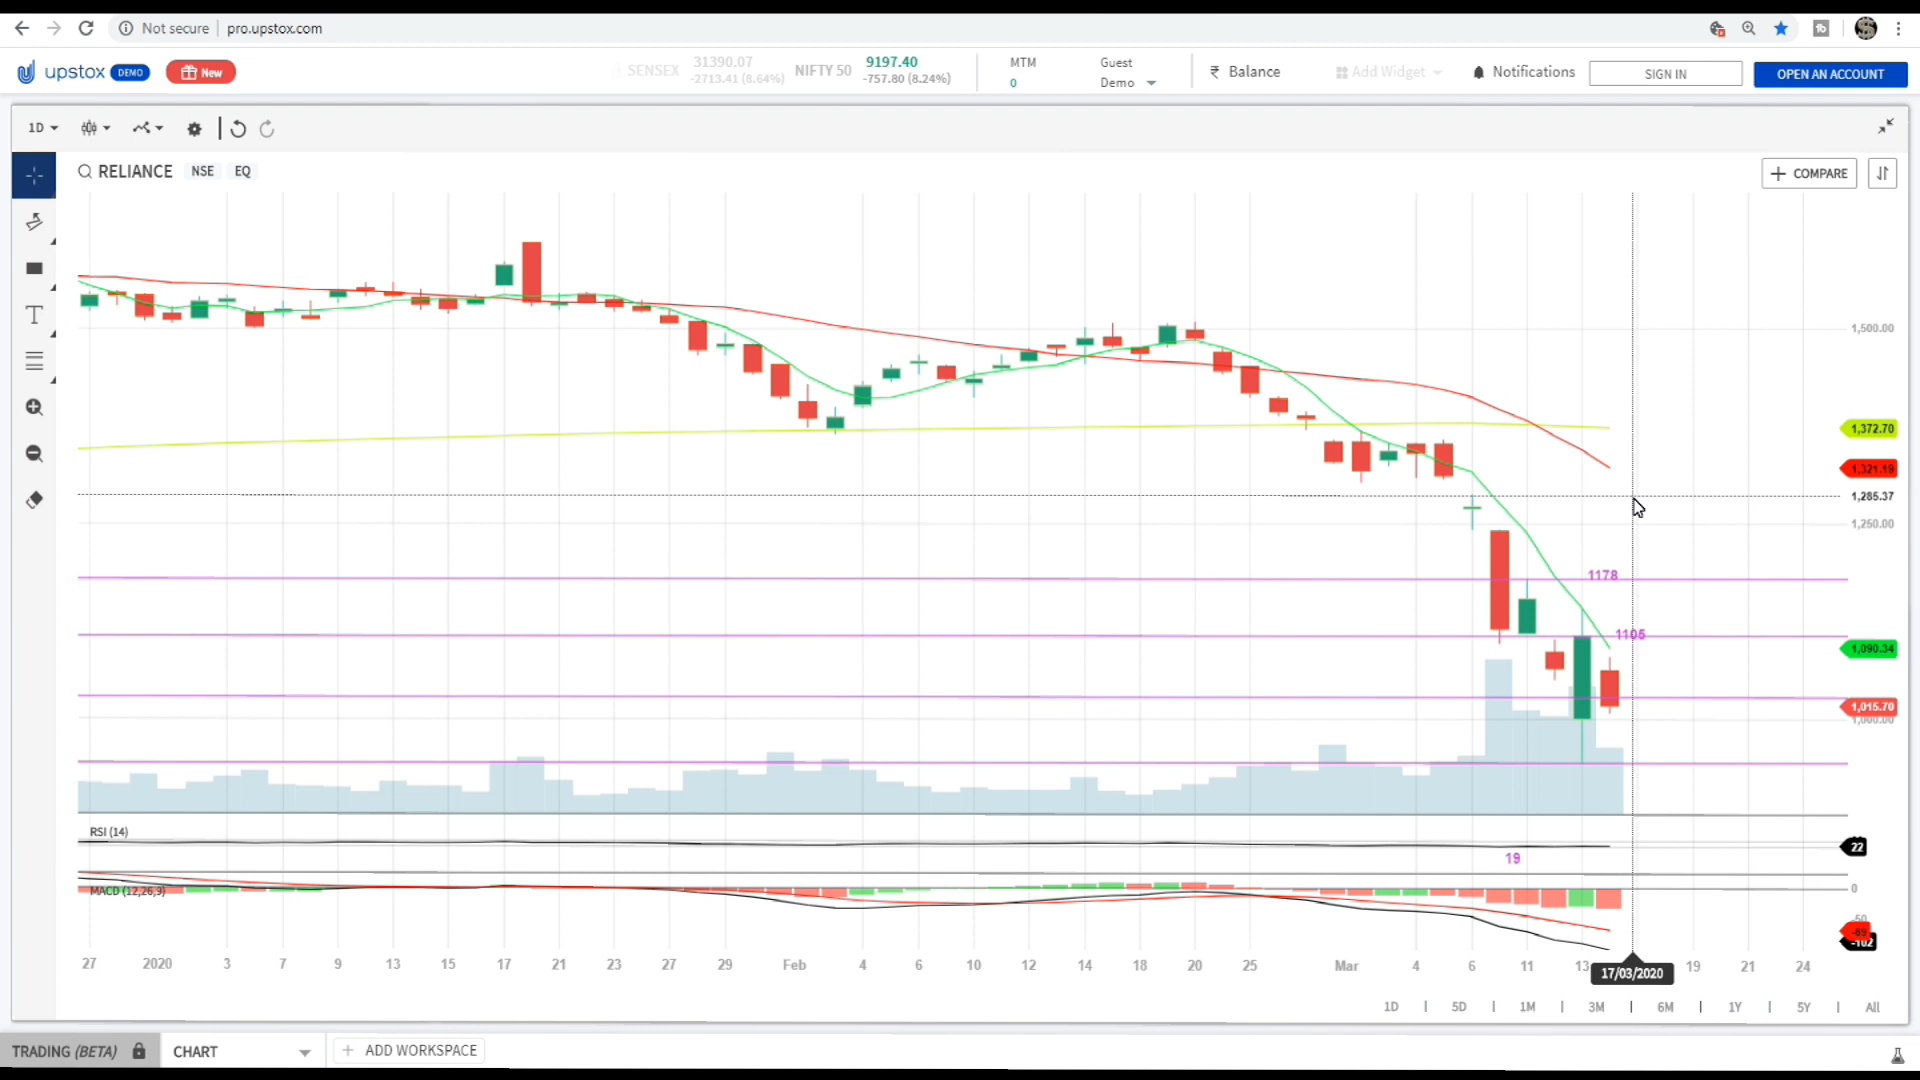 Not secure | pro.upstox.com
upstox DEMO New SENSEX 31390.07 -2713.41 (8.64%) NIFTY 50 9197.40 -757.80 (8.24%) MTM 0 Guest Demo ₹ Balance Add Widget Notifications SIGN IN OPEN AN ACCOUNT
1D
RELIANCE NSE EQ + COMPARE
1,500.00
1,372.70
1,321.19
1,285.37
1,250.00
1178
1105
1,090.34
1,015.70
1,000.00
RSI (14)
22
19
MACD (12,26,9)
0
-50
-69
-102
27 2020 3 7 9 13 15 17 21 23 27 29 Feb 4 6 10 12 14 18 20 25 Mar 4 6 11 13 17/03/2020 19 21 24
1D | 5D | 1M | 3M | 6M | 1Y | 5Y | All
TRADING (BETA) CHART + ADD WORKSPACE